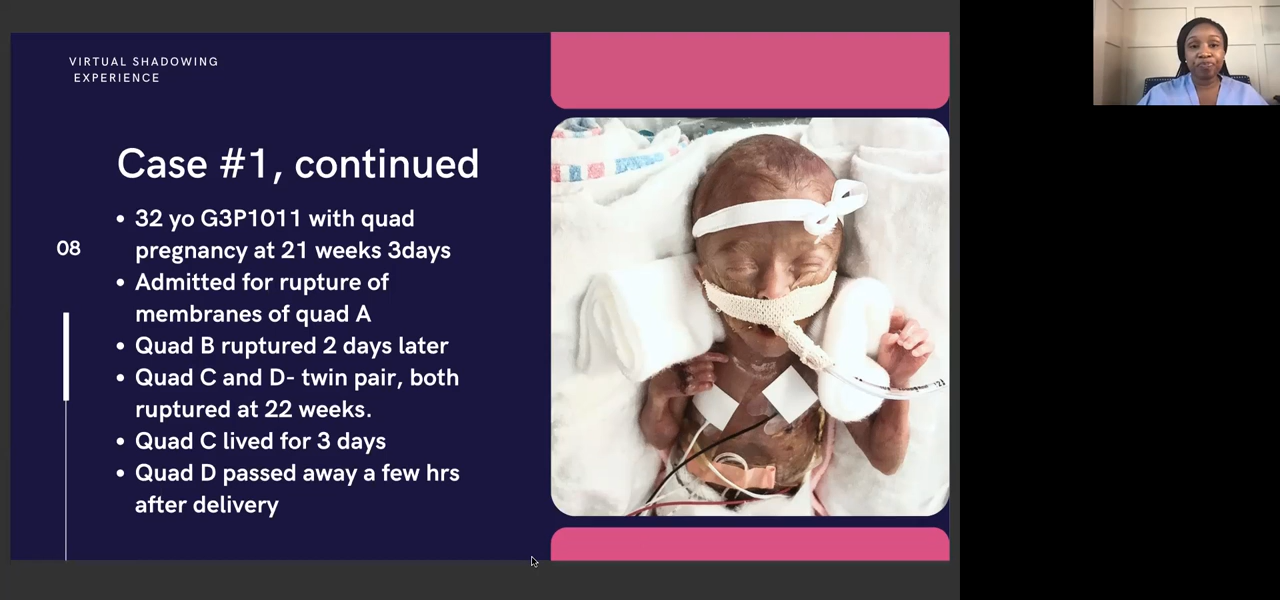 VIRTUAL SHADOWING
EXPERIENCE
Case #1, continued
08
• 32 yo G3P1011 with quad
pregnancy at 21 weeks 3days
• Admitted for rupture of
membranes of quad A
• Quad B ruptured 2 days later
• Quad C and D- twin pair, both
ruptured at 22 weeks.
• Quad C lived for 3 days
• Quad D passed away a few hrs
after delivery